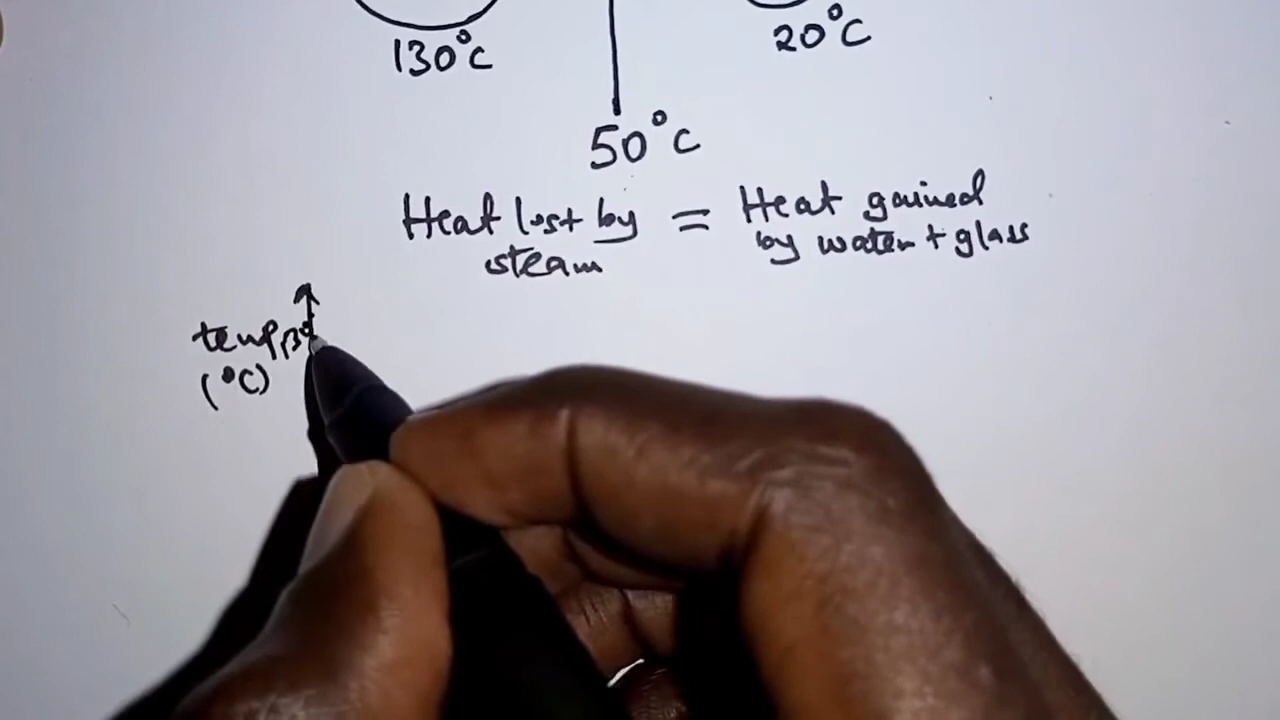 130°C
20°C
50°C
Heat lost by = Heat gained
steam by water + glass
temp
(°C)